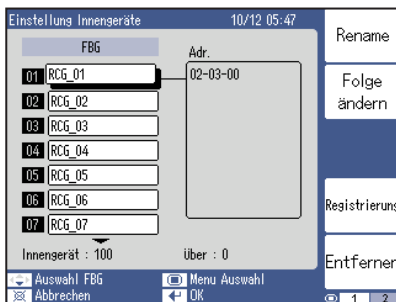 Einstellung Innengeräte 10/12 05:47
FBG
Adr.
01 RCG_01
02-03-00
02 RCG_02
03 RCG_03
04 RCG_04
05 RCG_05
06 RCG_06
07 RCG_07
Innengerät : 100 über : 0
Auswahl FBG Menu Auswahl
Abbrechen OK
Rename
Folge
ändern
Registrierung
Entfernen
1 2